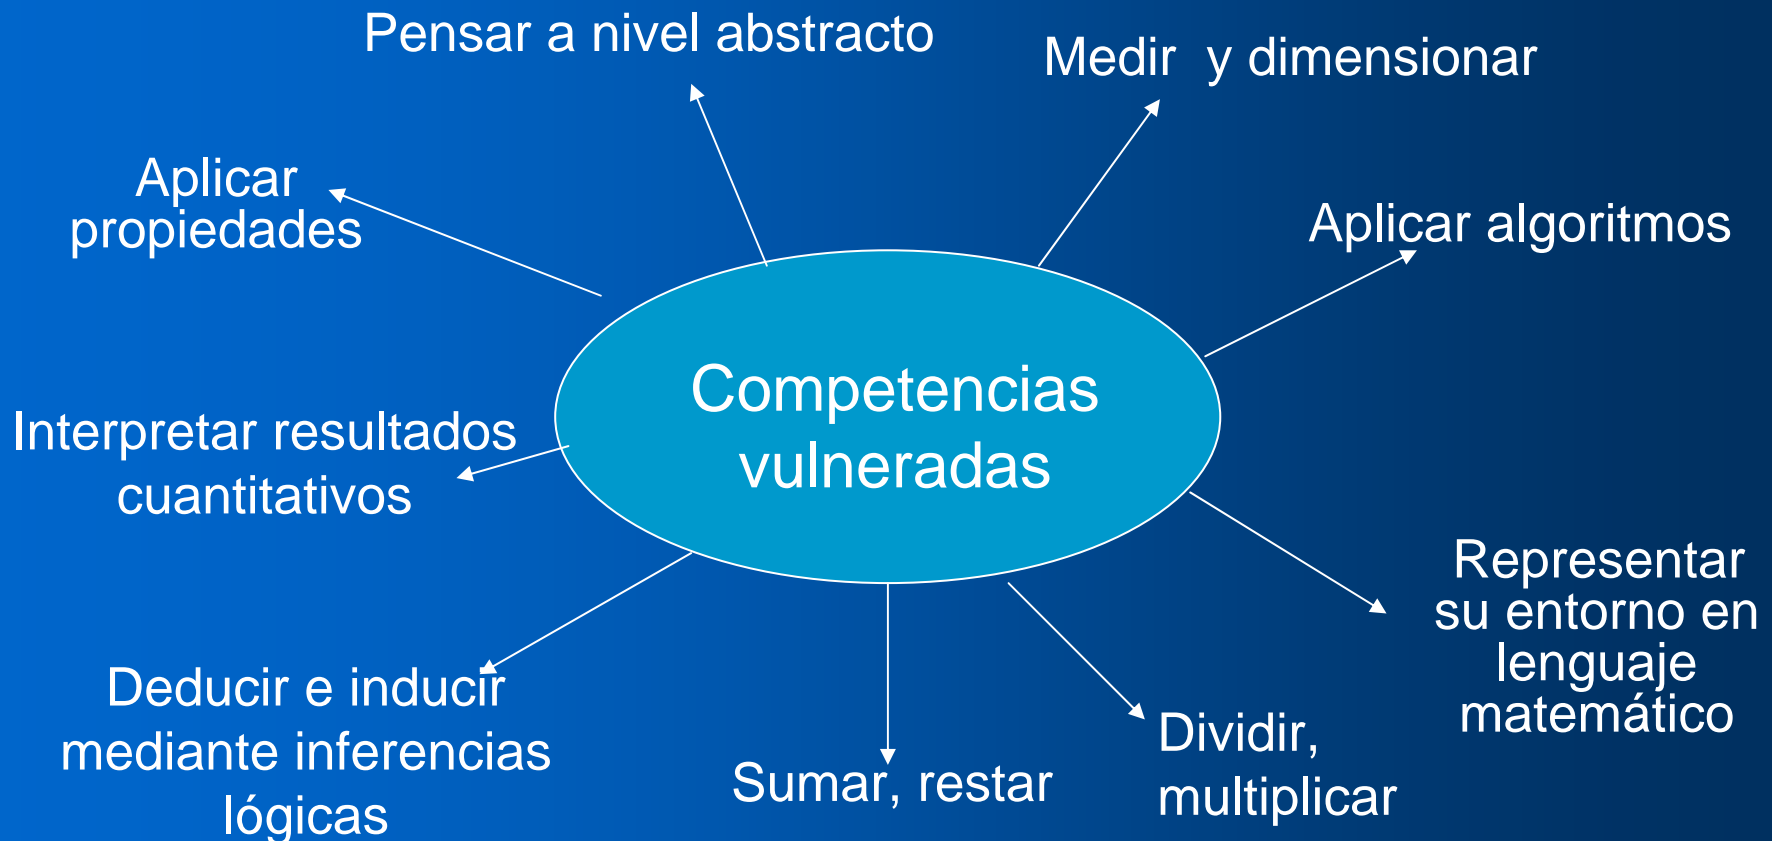 Pensar a nivel abstracto
Medir y dimensionar
Aplicar
propiedades
Aplicar algoritmos
Competencias
vulneradas
Interpretar resultados
cuantitativos
Representar
su entorno en
lenguaje
matemático
Deducir e inducir
mediante inferencias
lógicas
Sumar, restar
Dividir,
multiplicar